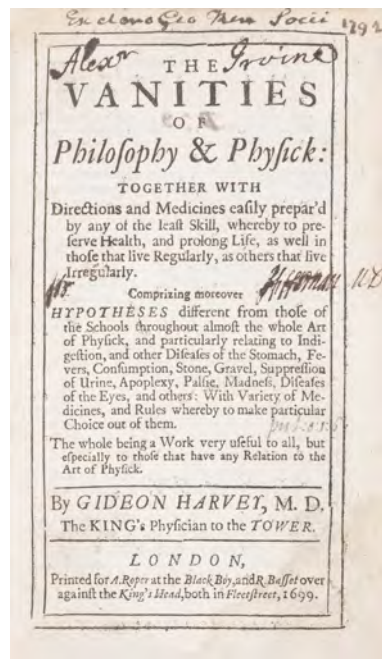 Ex dono Geo 1792
Alexr Irvine
THE
VANITIES
OF
Philoſophy & Phyſick:
TOGETHER WITH
Directions and Medicines eaſily prepar'd
by any of the leaſt Skill, whereby to pre-
ſerve Health, and prolong Life, as well in
thoſe that live Regularly, as others that live
Irregularly.
Comprizing moreover
HYPOTHESES different from thoſe of
the Schools throughout almoſt the whole Art
of Phyſick, and particularly relating to Indi-
geſtion, and other Diſeaſes of the Stomach, Fe-
vers, Conſumption, Stone, Gravel, Suppreſſion
of Urine, Apoplexy, Palſie, Madneſs, Diſeaſes
of the Eyes, and others: With Variety of Me-
dicines, and Rules whereby to make particular
Choice out of them.
The whole being a Work very uſeful to all, but
eſpecially to thoſe that have any Relation to the
Art of Phyſick.
By GIDEON HARVEY, M. D.
The KING's Phyſician to the TOWER.
LONDON,
Printed for A. Roper at the Black Boy, and R. Baſſet over
againſt the King's Head, both in Fleetſtreet, 1699.